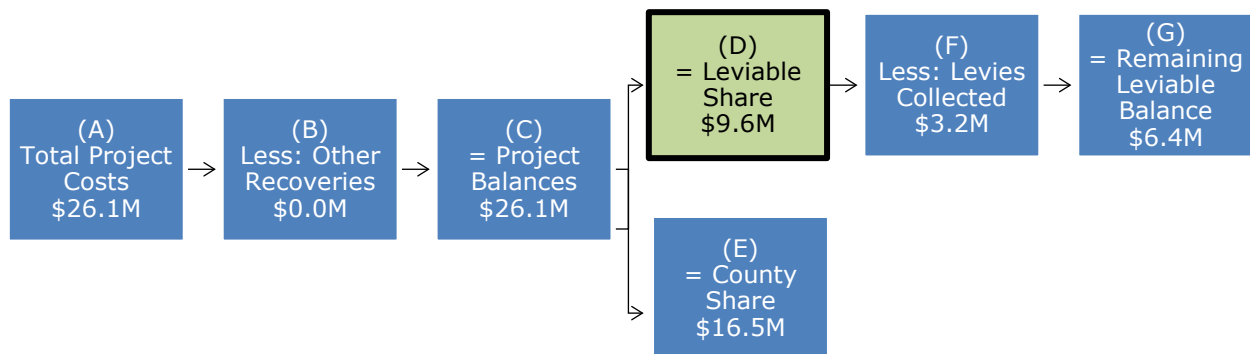 (A)
Total Project
Costs
$26.1M
(B)
Less: Other
Recoveries
$0.0M
(C)
= Project
Balances
$26.1M
(D)
= Leviable
Share
$9.6M
(E)
= County
Share
$16.5M
(F)
Less: Levies
Collected
$3.2M
(G)
= Remaining
Leviable
Balance
$6.4M